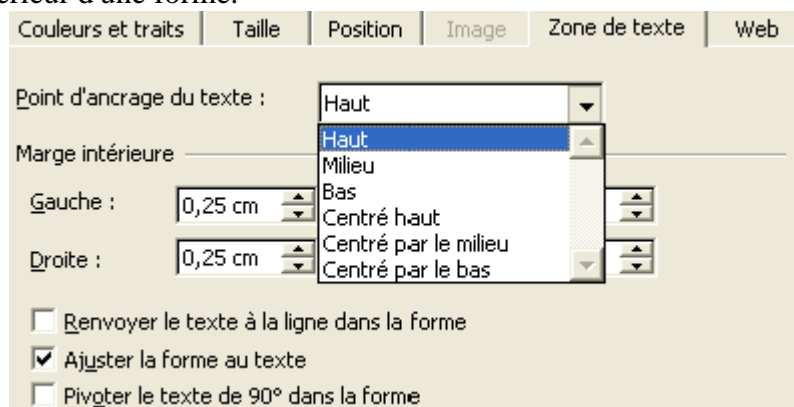 érieur d'une forme.
Couleurs et traits Taille Position Image Zone de texte Web
Point d'ancrage du texte : Haut
Haut
Marge intérieure
Milieu
Bas
Gauche : 0,25 cm
Centré haut
Centré par le milieu
Droite : 0,25 cm
Centré par le bas
Renvoyer le texte à la ligne dans la forme
Ajuster la forme au texte
Pivoter le texte de 90° dans la forme